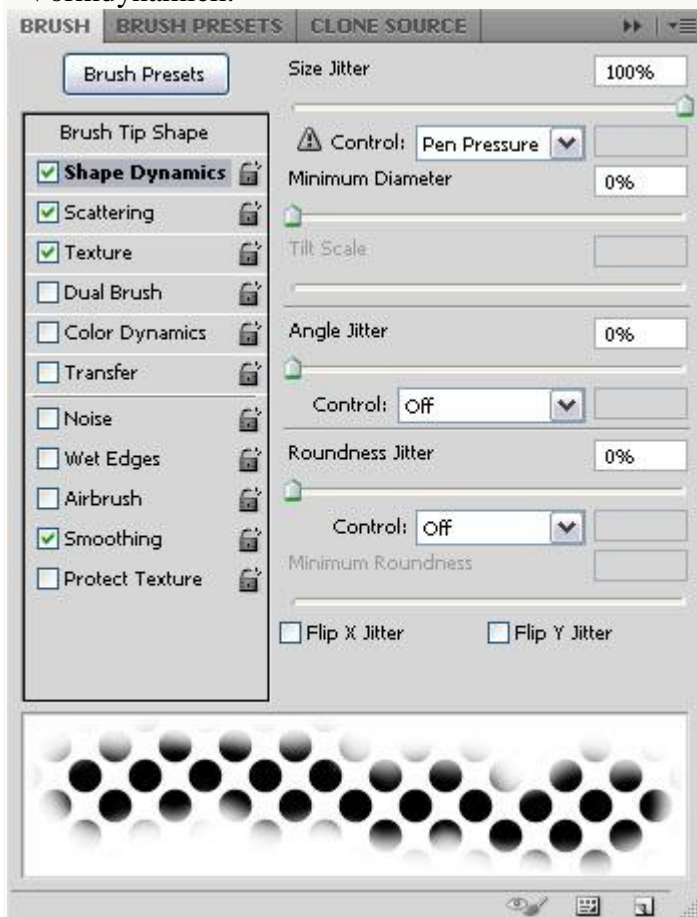 BRUSH BRUSH PRESETS CLONE SOURCE
Brush Presets
Brush Tip Shape
Shape Dynamics
Scattering
Texture
Dual Brush
Color Dynamics
Transfer
Noise
Wet Edges
Airbrush
Smoothing
Protect Texture
Size Jitter 100%
Control: Pen Pressure
Minimum Diameter 0%
Tilt Scale
Angle Jitter 0%
Control: Off
Roundness Jitter 0%
Control: Off
Minimum Roundness
Flip X Jitter Flip Y Jitter